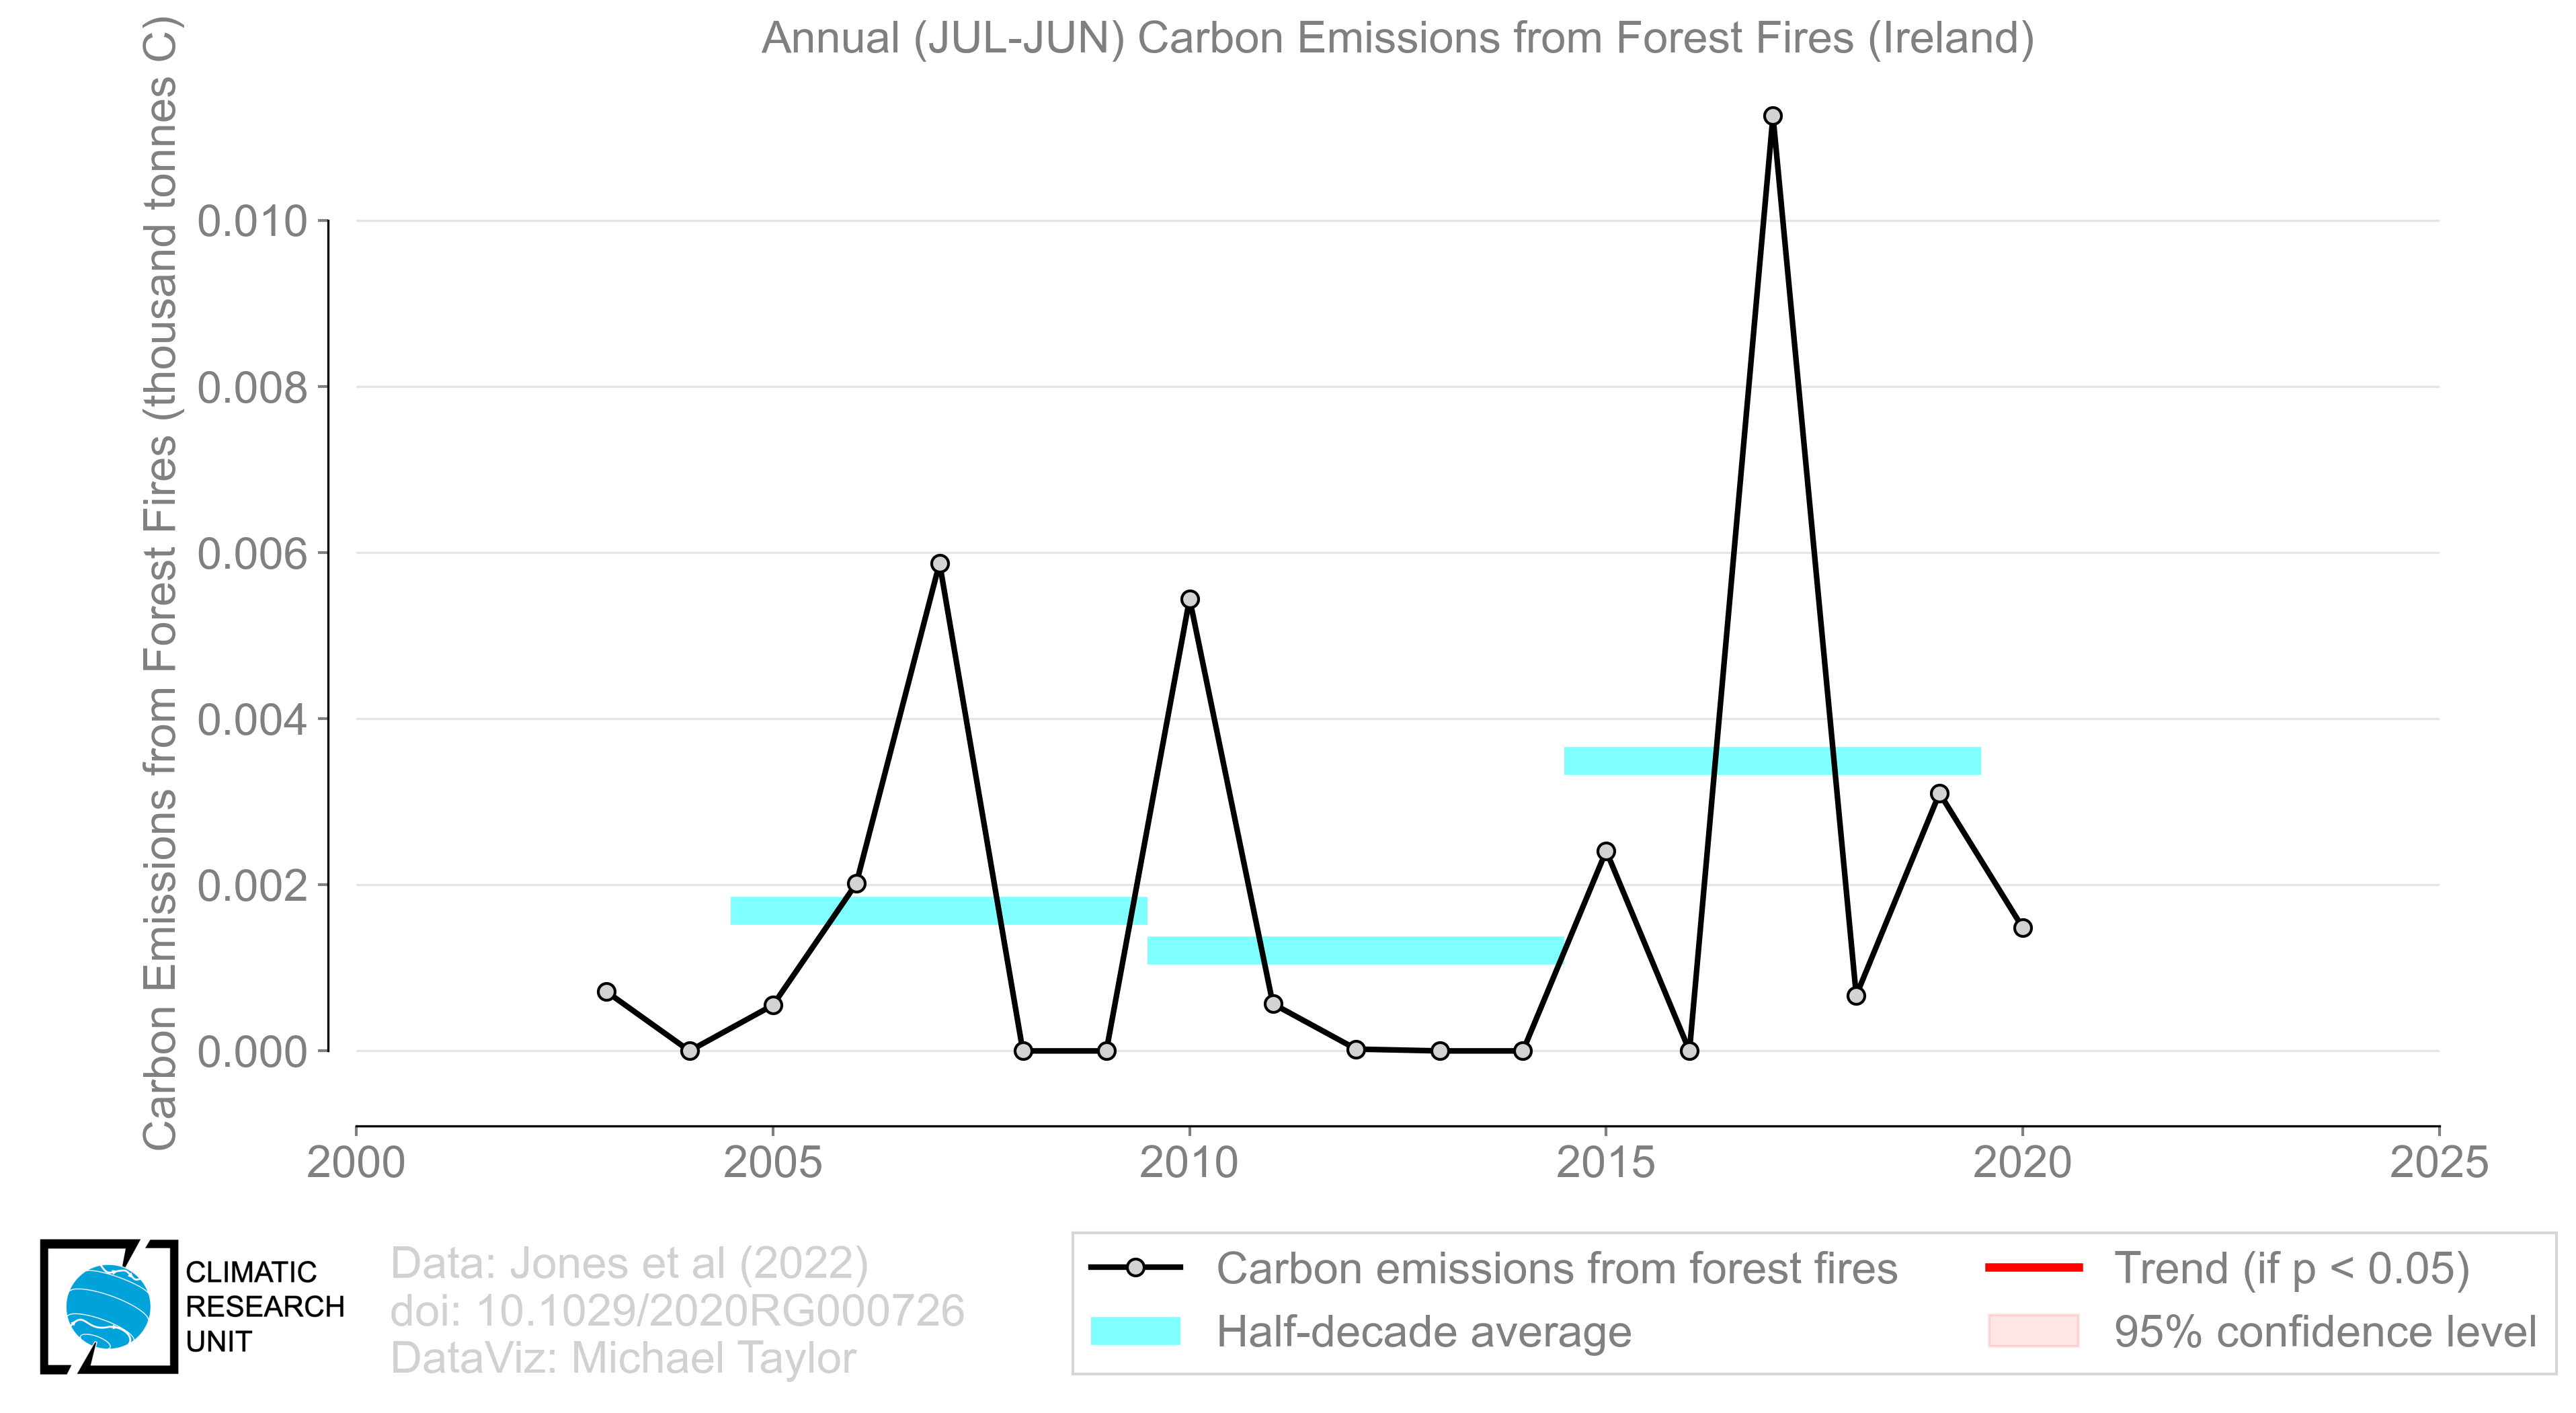 Annual (JUL-JUN) Carbon Emissions from Forest Fires (Ireland)
Carbon Emissions from Forest Fires (thousand tonnes C)
0.010
0.008
0.006
0.004
0.002
0.000
2000 2005 2010 2015 2020 2025
CLIMATIC
RESEARCH
UNIT
Data: Jones et al (2022)
doi: 10.1029/2020RG000726
DataViz: Michael Taylor
Carbon emissions from forest fires
Half-decade average
Trend (if p < 0.05)
95% confidence level